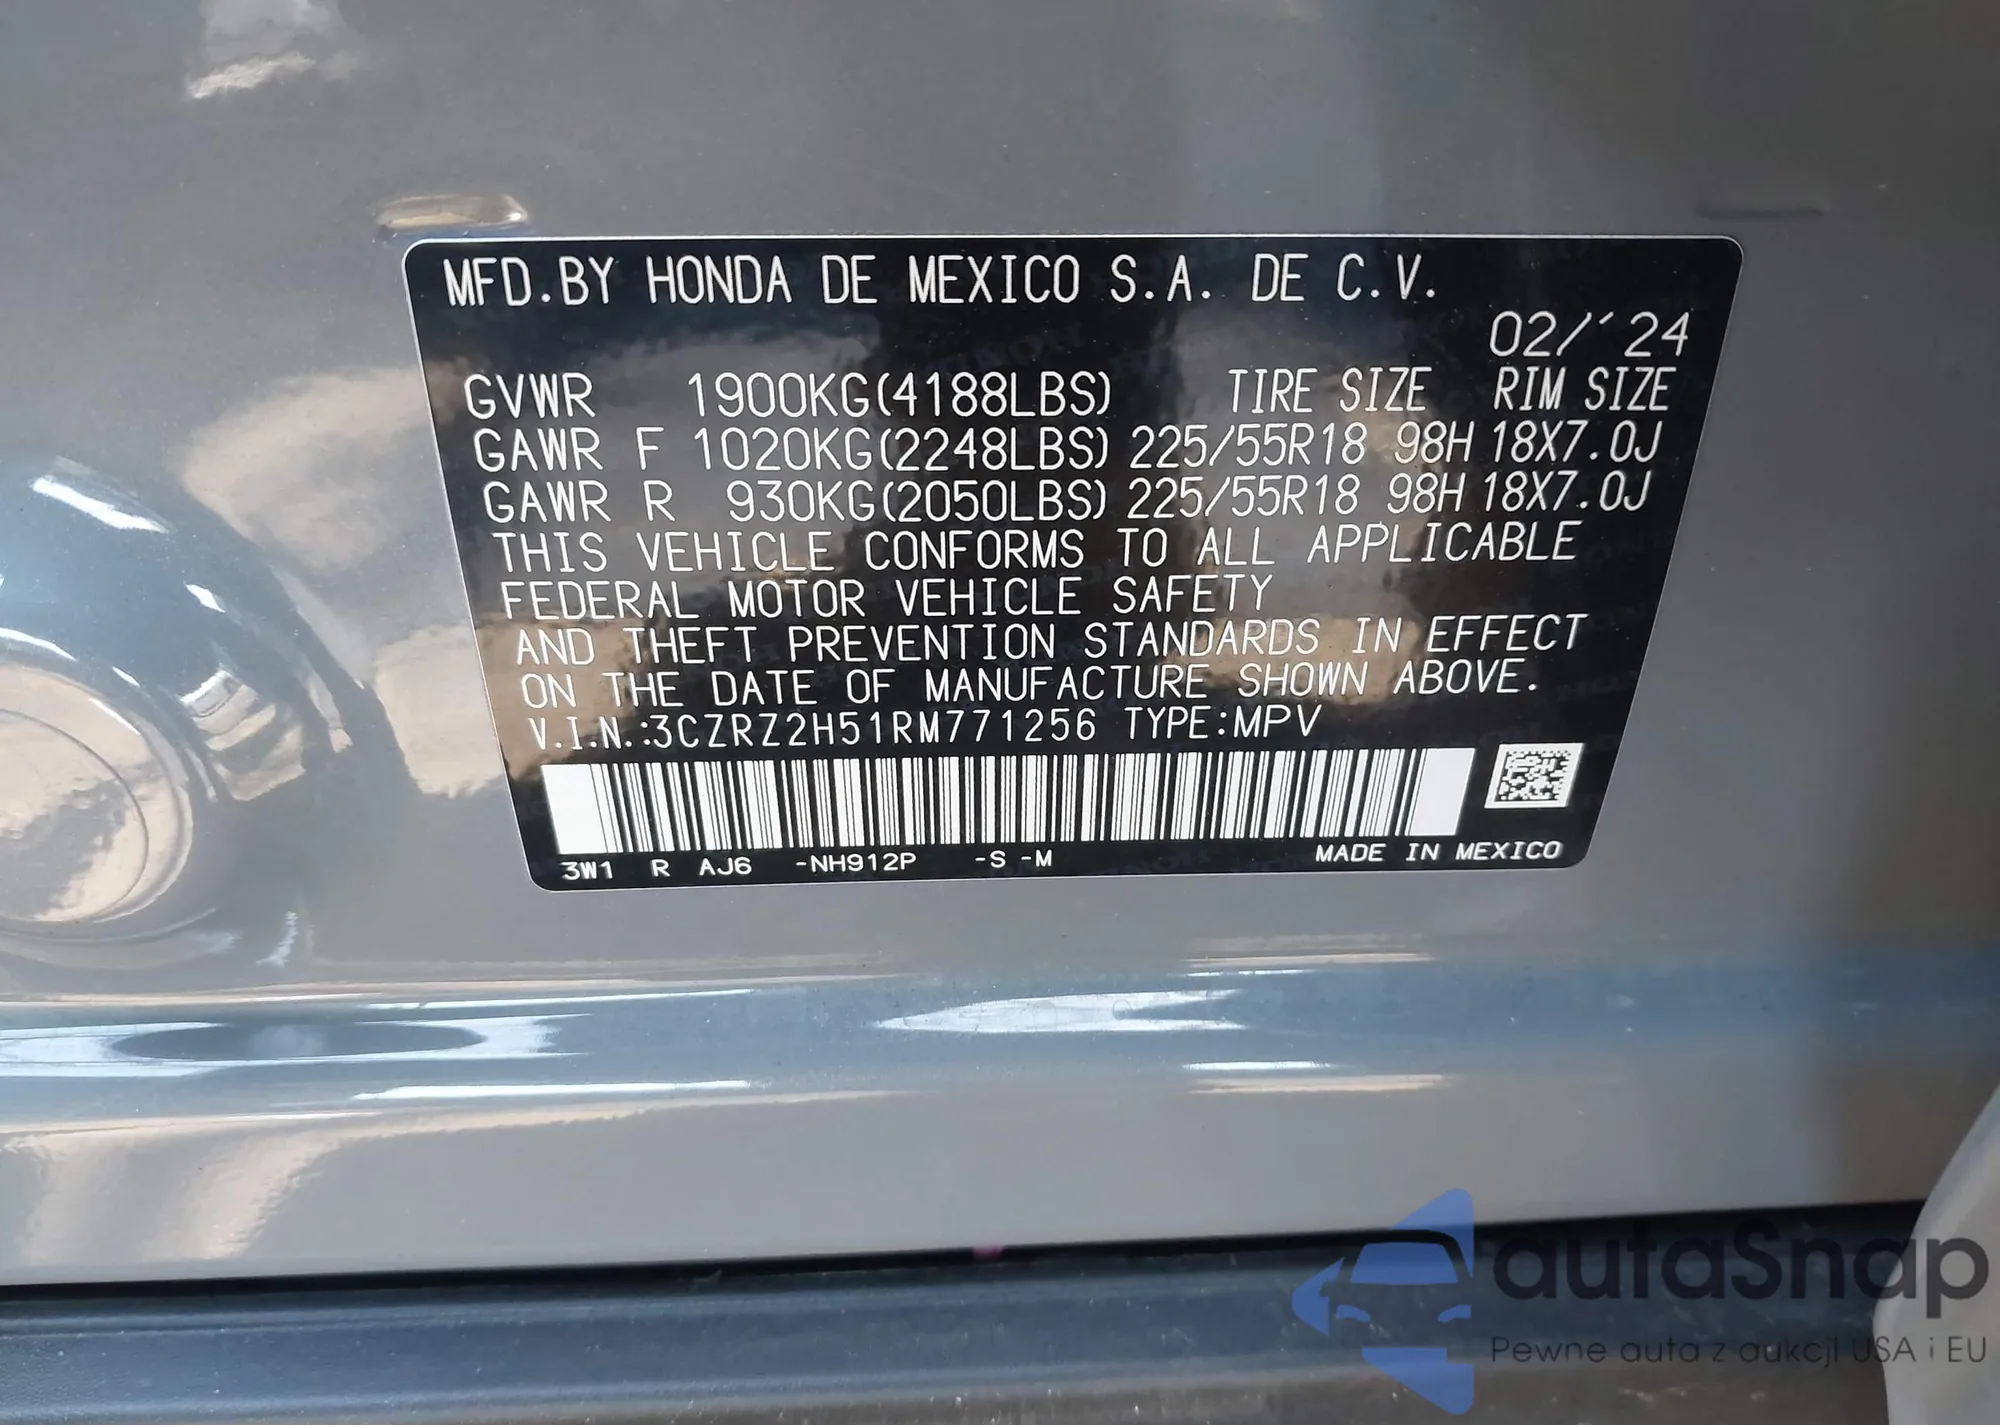 MFD.BY HONDA DE MEXICO S.A. DE C.V.
02/´24
GVWR 1900KG(4188LBS) TIRE SIZE RIM SIZE
GAWR F 1020KG(2248LBS) 225/55R18 98H 18X7.0J
GAWR R 930KG(2050LBS) 225/55R18 98H 18X7.0J
THIS VEHICLE CONFORMS TO ALL APPLICABLE
FEDERAL MOTOR VEHICLE SAFETY
AND THEFT PREVENTION STANDARDS IN EFFECT
ON THE DATE OF MANUFACTURE SHOWN ABOVE.
V.I.N.:3CZRZ2H51RM771256 TYPE:MPV
3W1 R AJ6 -NH912P -S -M MADE IN MEXICO
autaSnap
Pewne auta z aukcji USA i EU